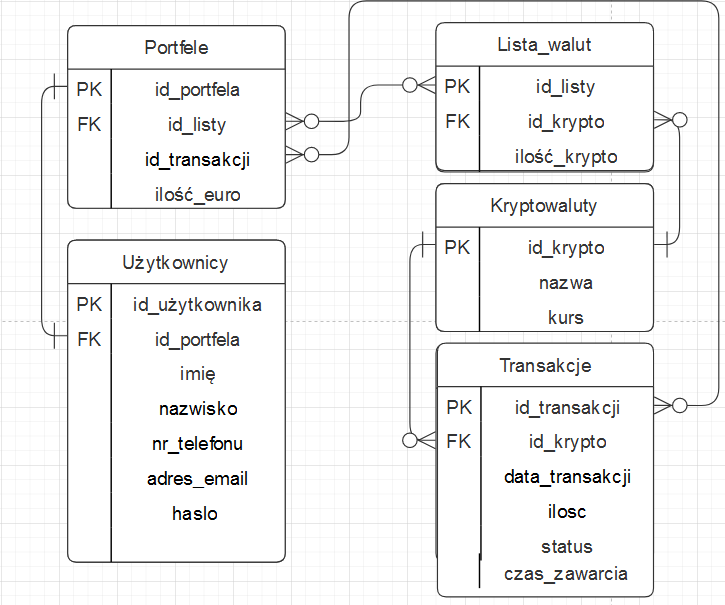 Portfele
PK id_portfela
FK id_listy
id_transakcji
ilość_euro
Użytkownicy
PK id_użytkownika
FK id_portfela
imię
nazwisko
nr_telefonu
adres_email
haslo
Lista_walut
PK id_listy
FK id_krypto
ilość_krypto
Kryptowaluty
PK id_krypto
nazwa
kurs
Transakcje
PK id_transakcji
FK id_krypto
data_transakcji
ilosc
status
czas_zawarcia